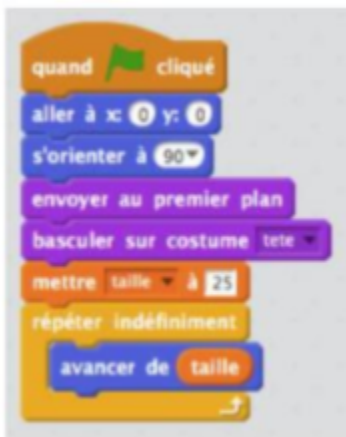 quand cliqué
aller à x: 0 y: 0
s'orienter à 90
envoyer au premier plan
basculer sur costume tete
mettre taille à 25
répéter indéfiniment
avancer de taille